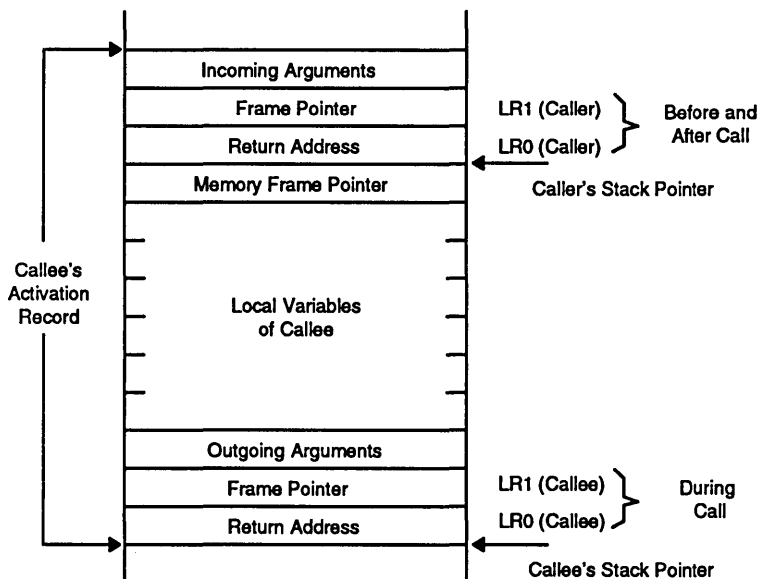 Incoming Arguments
Frame Pointer
LR1 (Caller)
Before and
After Call
Return Address
LR0 (Caller)
Memory Frame Pointer
Caller's Stack Pointer
Callee's
Activation
Record
Local Variables
of Callee
Outgoing Arguments
Frame Pointer
LR1 (Callee)
During
Call
Return Address
LR0 (Callee)
Callee's Stack Pointer